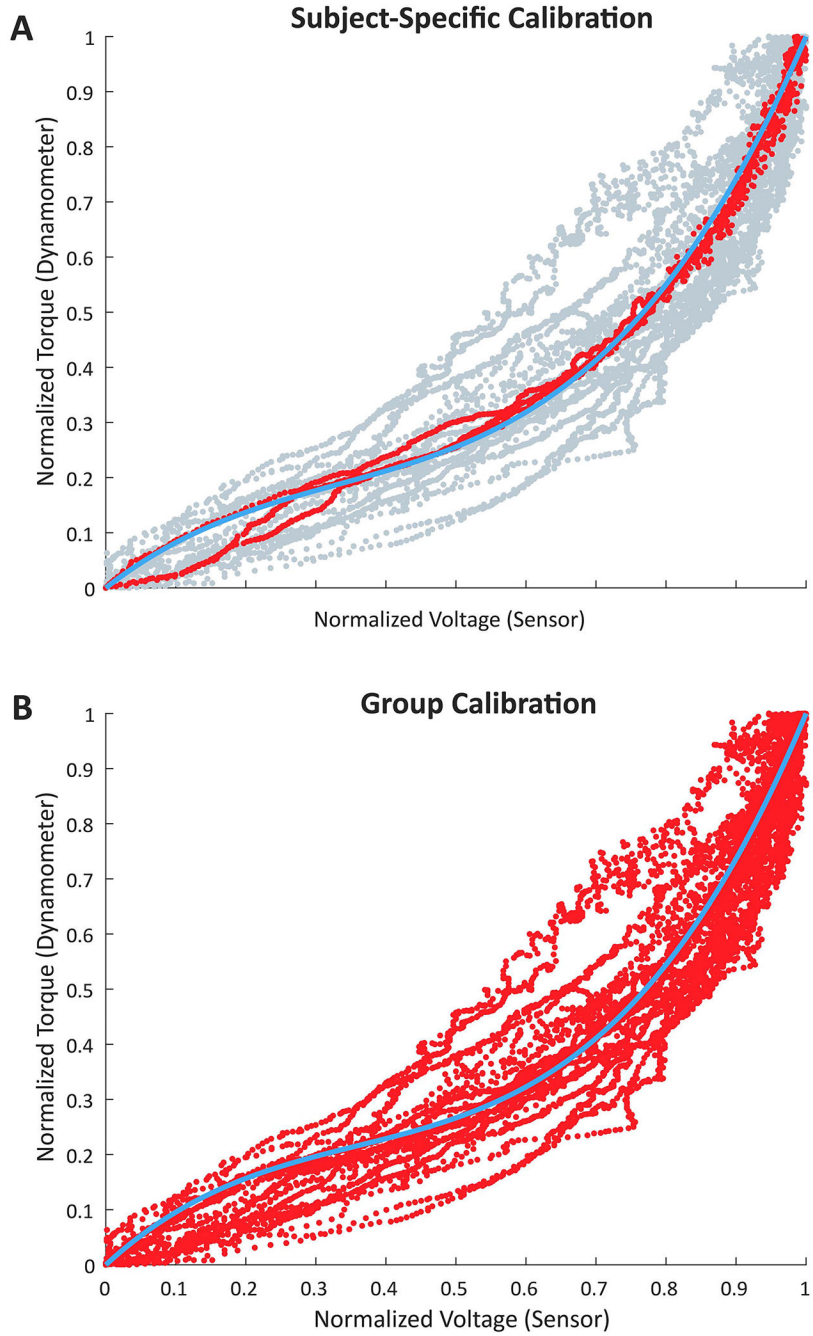 A
Subject-Specific Calibration
1
0.9
0.8
0.7
0.6
0.5
0.4
0.3
0.2
0.1
0
Normalized Torque (Dynamometer)
Normalized Voltage (Sensor)
B
Group Calibration
1
0.9
0.8
0.7
0.6
0.5
0.4
0.3
0.2
0.1
0
Normalized Torque (Dynamometer)
0 0.1 0.2 0.3 0.4 0.5 0.6 0.7 0.8 0.9 1
Normalized Voltage (Sensor)